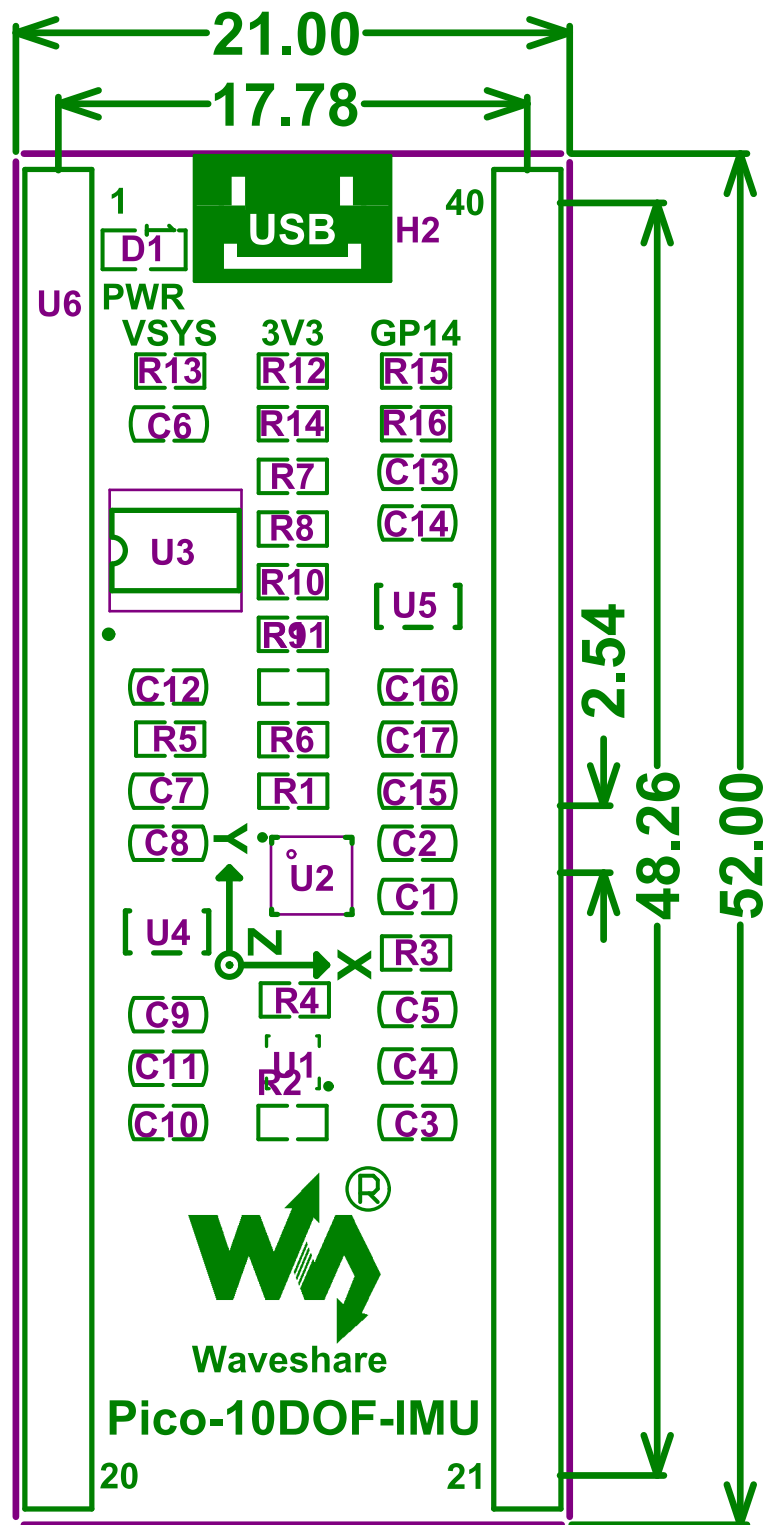 21.00
17.78
1
40
USB
H2
D1
U6
PWR
VSYS 3V3 GP14
R13 R12 R15
C6 R14 R16
R7 C13
R8 C14
U3
R10 U5
2.54
C12 C16
R5 R6 C17
C7 R1 C15
C8 Y C2
48.26
52.00
U2
C1
U4 Z R3
X
R4 C5
C9
U1
C11 C4
R2
C10 C3
®
Waveshare
Pico-10DOF-IMU
20 21